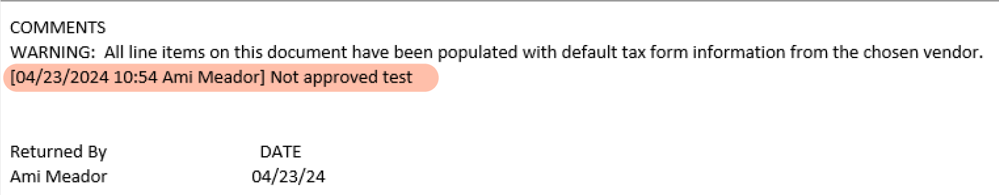 COMMENTS
WARNING:  All line items on this document have been populated with default tax form information from the chosen vendor.
[04/23/2024 10:54 Ami Meador] Not approved test
Returned By DATE
Ami Meador 04/23/24